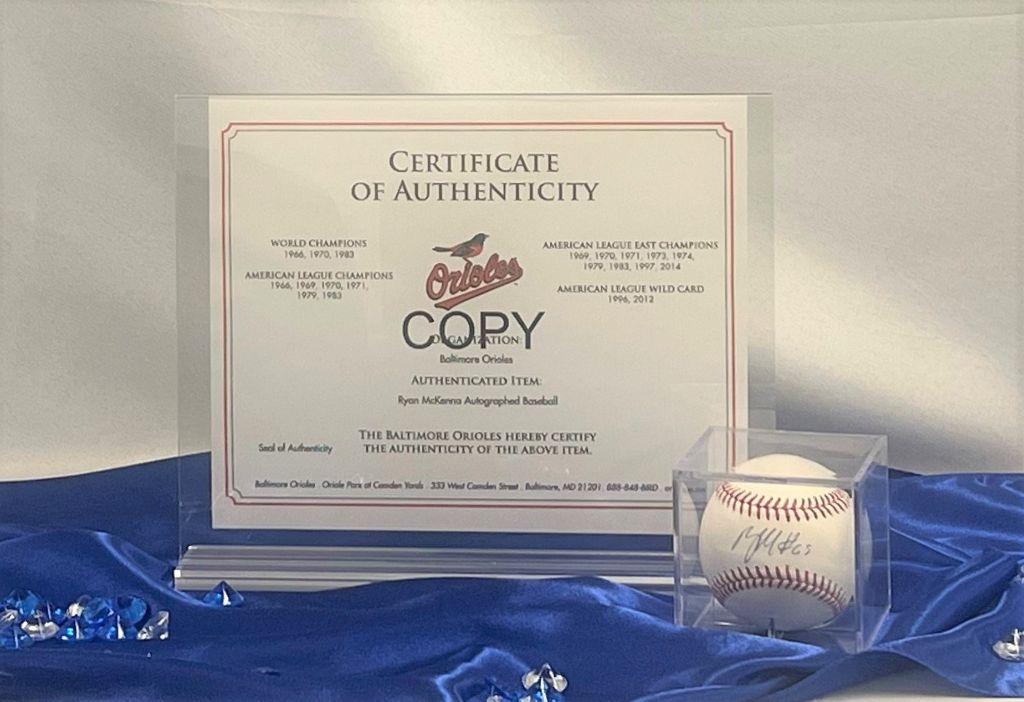 CERTIFICATE
OF AUTHENTICITY
WORLD CHAMPIONS
1966, 1970, 1983
AMERICAN LEAGUE CHAMPIONS
1966, 1969, 1970, 1971,
1979, 1983
Orioles
AMERICAN LEAGUE EAST CHAMPIONS
1969, 1970, 1971, 1973, 1974,
1979, 1983, 1997, 2014
AMERICAN LEAGUE WILD CARD
1996, 2012
COPY
ORGANIZATION:
Baltimore Orioles
AUTHENTICATED ITEM:
Ryan McKenna Autographed Baseball
Seal of Authenticity
THE BALTIMORE ORIOLES HEREBY CERTIFY
THE AUTHENTICITY OF THE ABOVE ITEM.
Baltimore Orioles . Oriole Park at Camden Yards . 333 West Camden Street . Baltimore, MD 21201 . 888-848-BIRD . or
#65